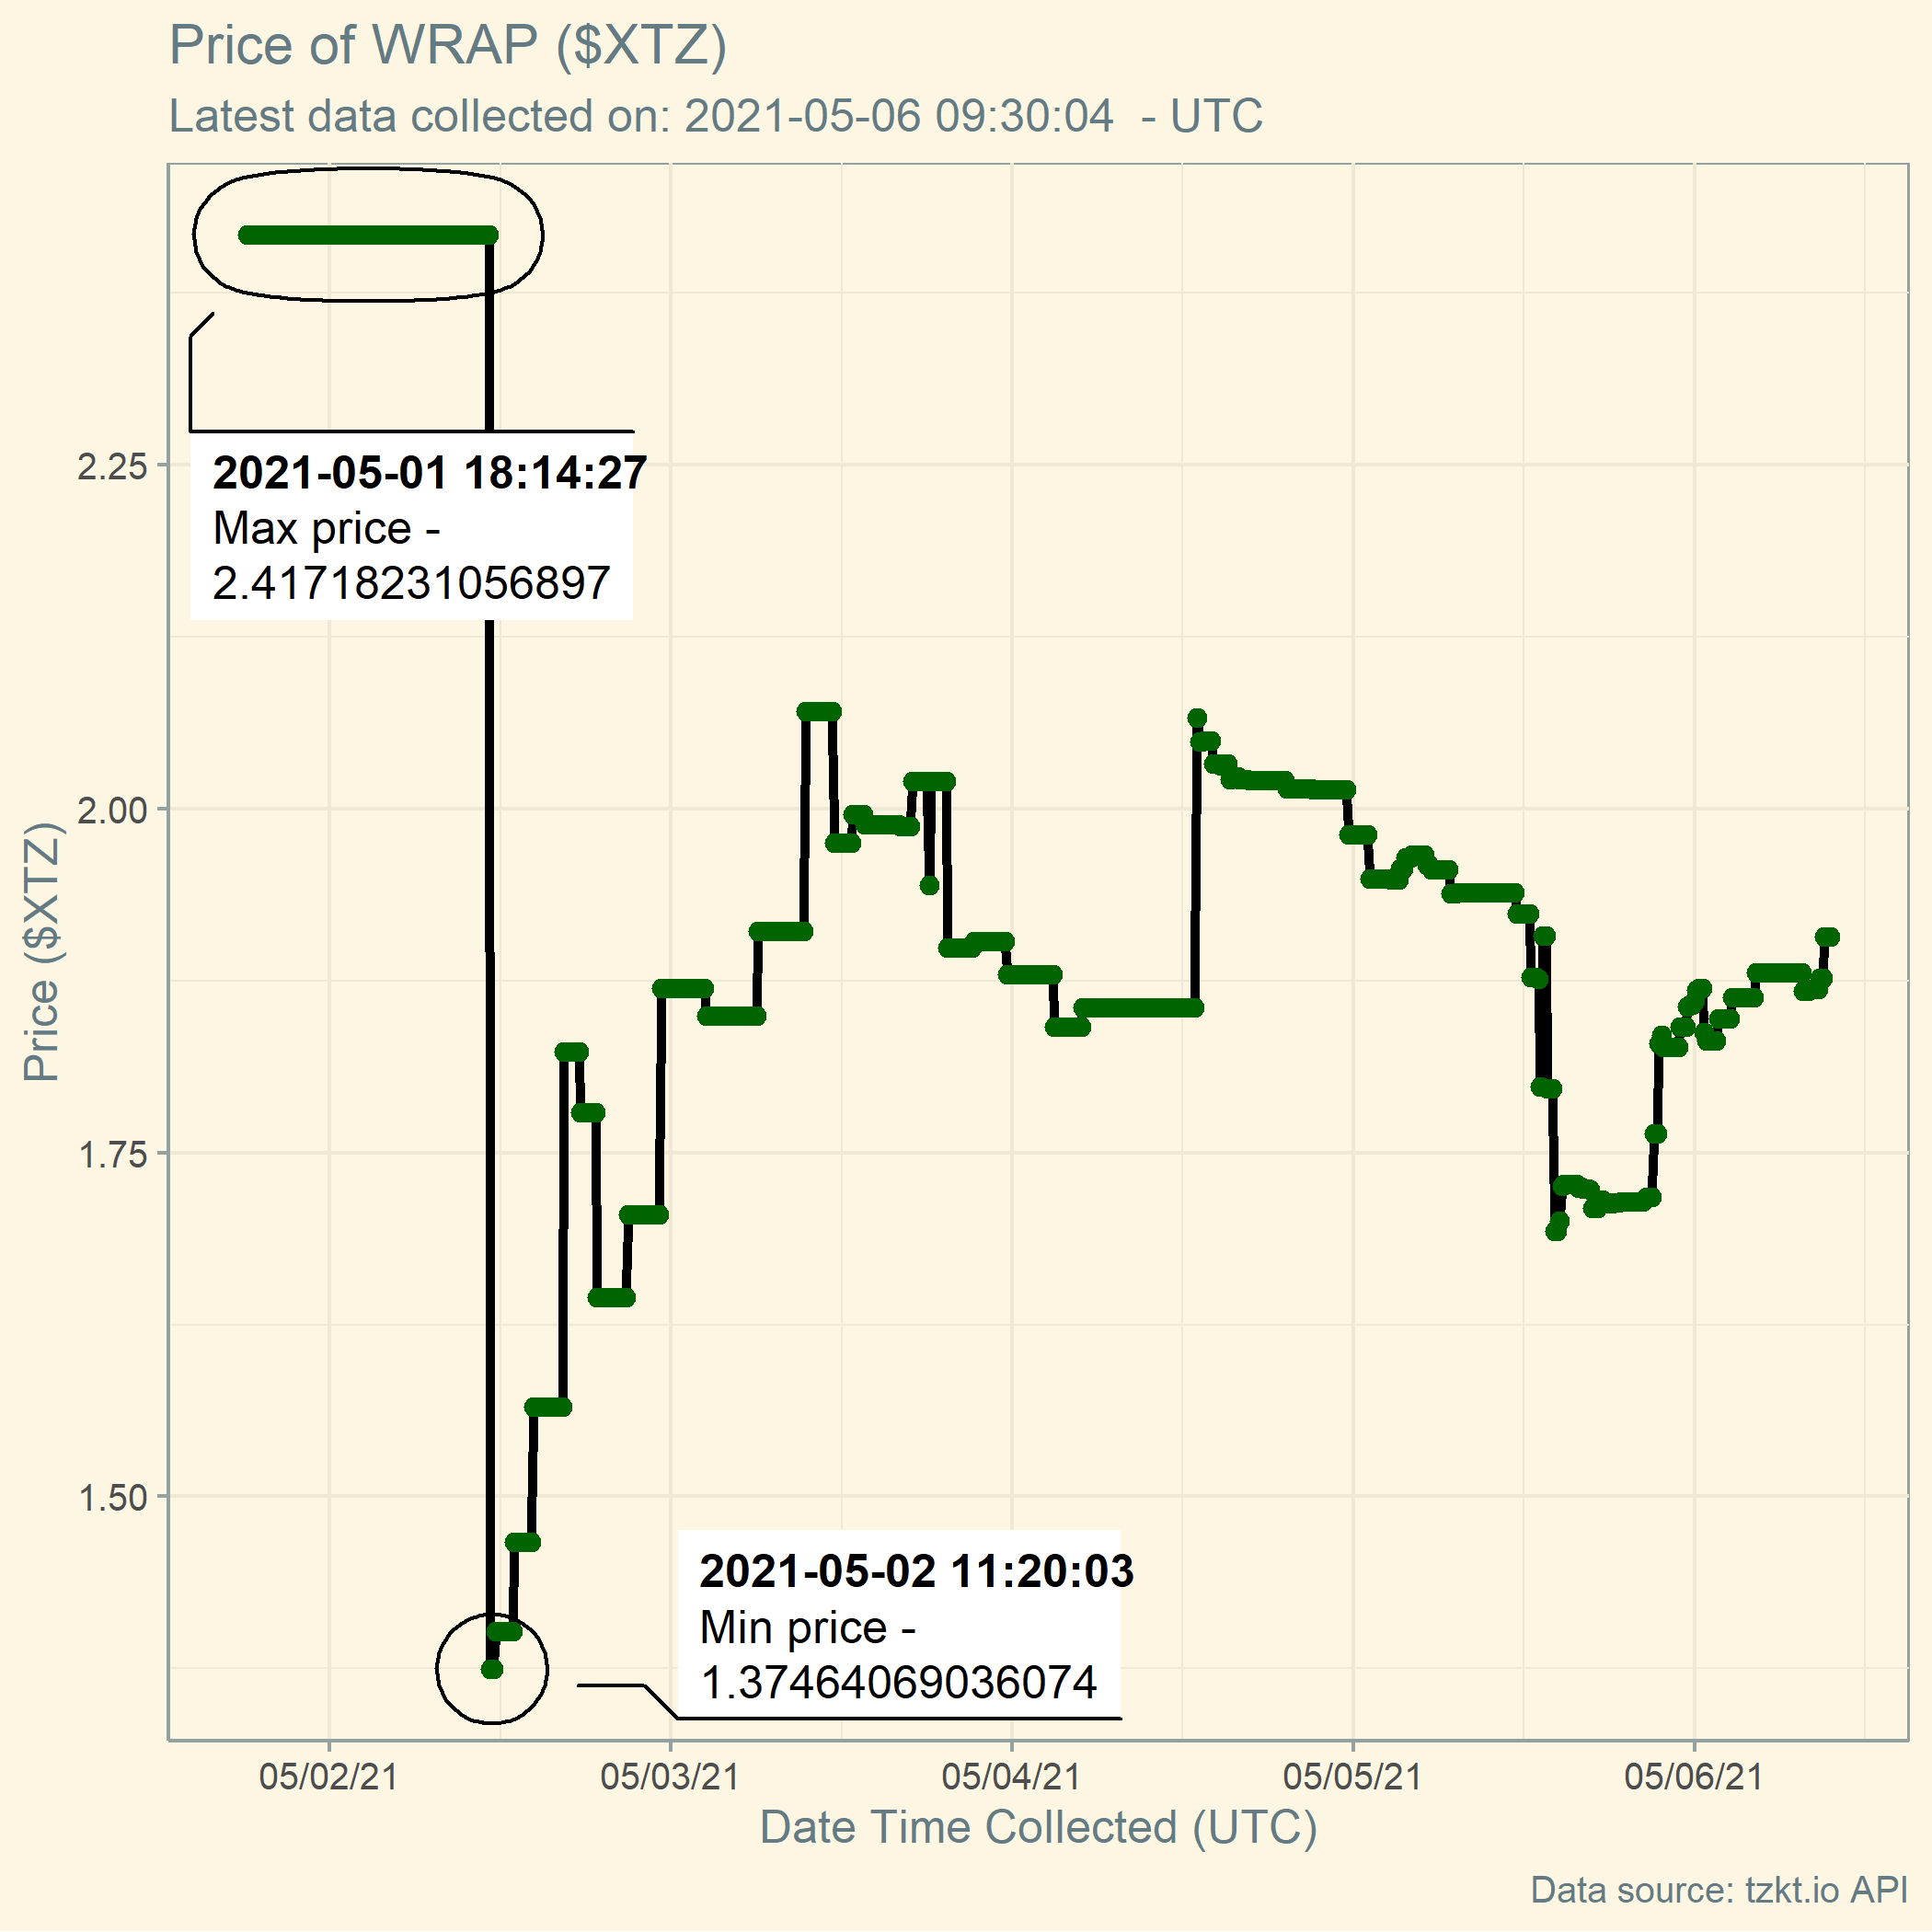 Price of WRAP ($XTZ)
Latest data collected on: 2021-05-06 09:30:04  - UTC
2021-05-01 18:14:27
Max price -
2.417718231056897
2.25
2.00
1.75
1.50
Price ($XTZ)
2021-05-02 11:20:03
Min price -
1.37464069036074
05/02/21
05/03/21
05/04/21
05/05/21
05/06/21
Date Time Collected (UTC)
Data source: tzkt.io API